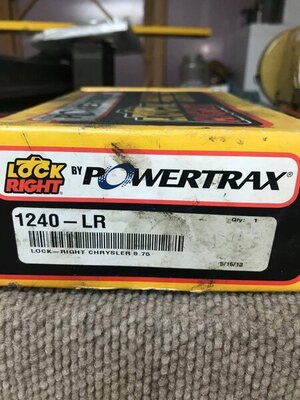 LOCK
RIGHT
BY POWERTRAX®
1240-LR
Qty: 1
LOCK-RIGHT CHRYSLER 8.75
5/16/13